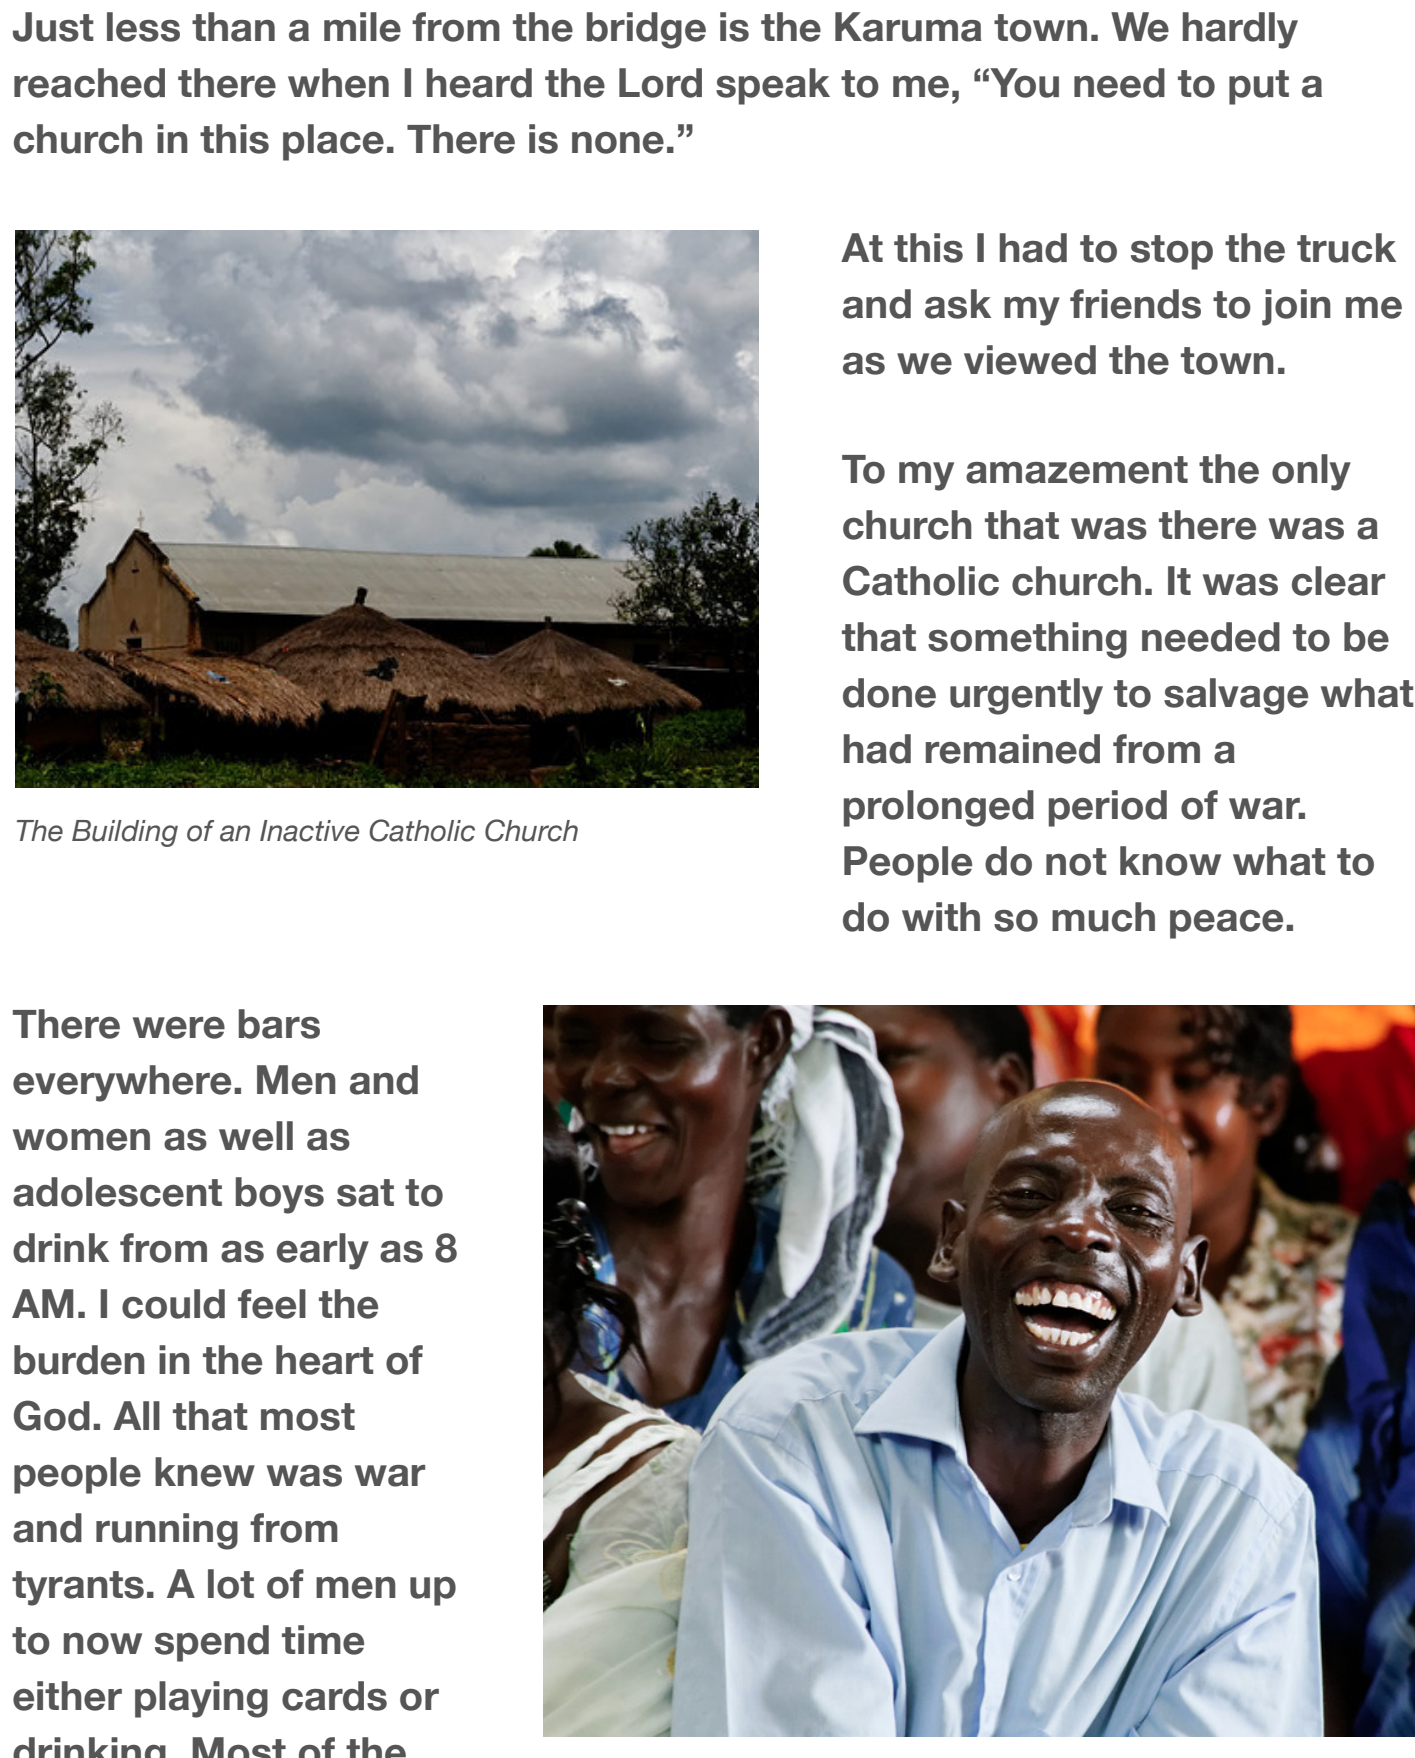 Just less than a mile from the bridge is the Karuma town. We hardly
reached there when I heard the Lord speak to me, “You need to put a
church in this place. There is none.”
At this I had to stop the truck
and ask my friends to join me
as we viewed the town.
To my amazement the only
church that was there was a
Catholic church. It was clear
that something needed to be
done urgently to salvage what
had remained from a
prolonged period of war.
People do not know what to
do with so much peace.
The Building of an Inactive Catholic Church
There were bars
everywhere. Men and
women as well as
adolescent boys sat to
drink from as early as 8
AM. I could feel the
burden in the heart of
God. All that most
people knew was war
and running from
tyrants. A lot of men up
to now spend time
either playing cards or
drinking. Most of the